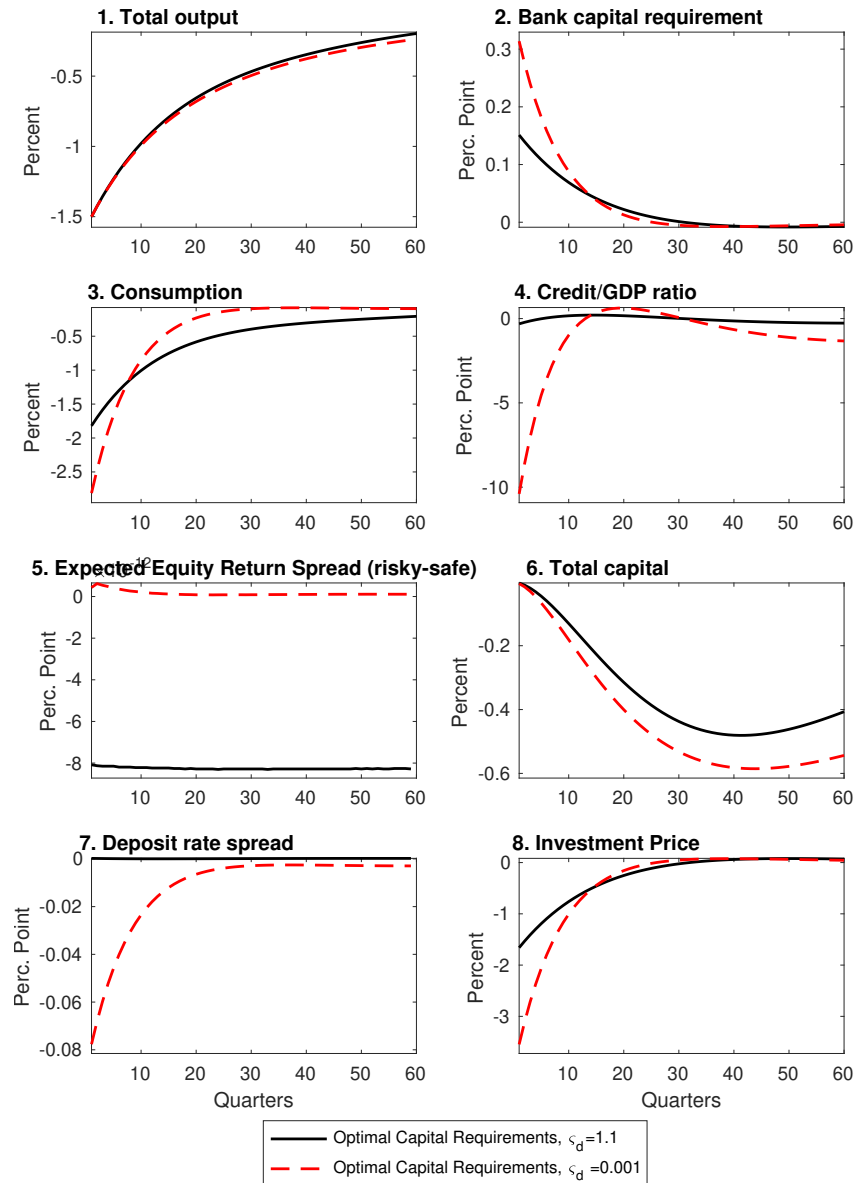 1. Total output
Percent
-0.5
-1
-1.5
10 20 30 40 50 60
2. Bank capital requirement
Perc. Point
0.3
0.2
0.1
0
10 20 30 40 50 60
3. Consumption
Percent
-0.5
-1
-1.5
-2
-2.5
10 20 30 40 50 60
4. Credit/GDP ratio
Perc. Point
0
-5
-10
10 20 30 40 50 60
5. Expected Equity Return Spread (risky-safe)
-12
Perc. Point
0
-2
-4
-6
-8
10 20 30 40 50 60
6. Total capital
Percent
-0.2
-0.4
-0.6
10 20 30 40 50 60
7. Deposit rate spread
Perc. Point
0
-0.02
-0.04
-0.06
-0.08
10 20 30 40 50 60
Quarters
8. Investment Price
Percent
0
-1
-2
-3
10 20 30 40 50 60
Quarters
Optimal Capital Requirements, ς_d=1.1
Optimal Capital Requirements, ς_d =0.001